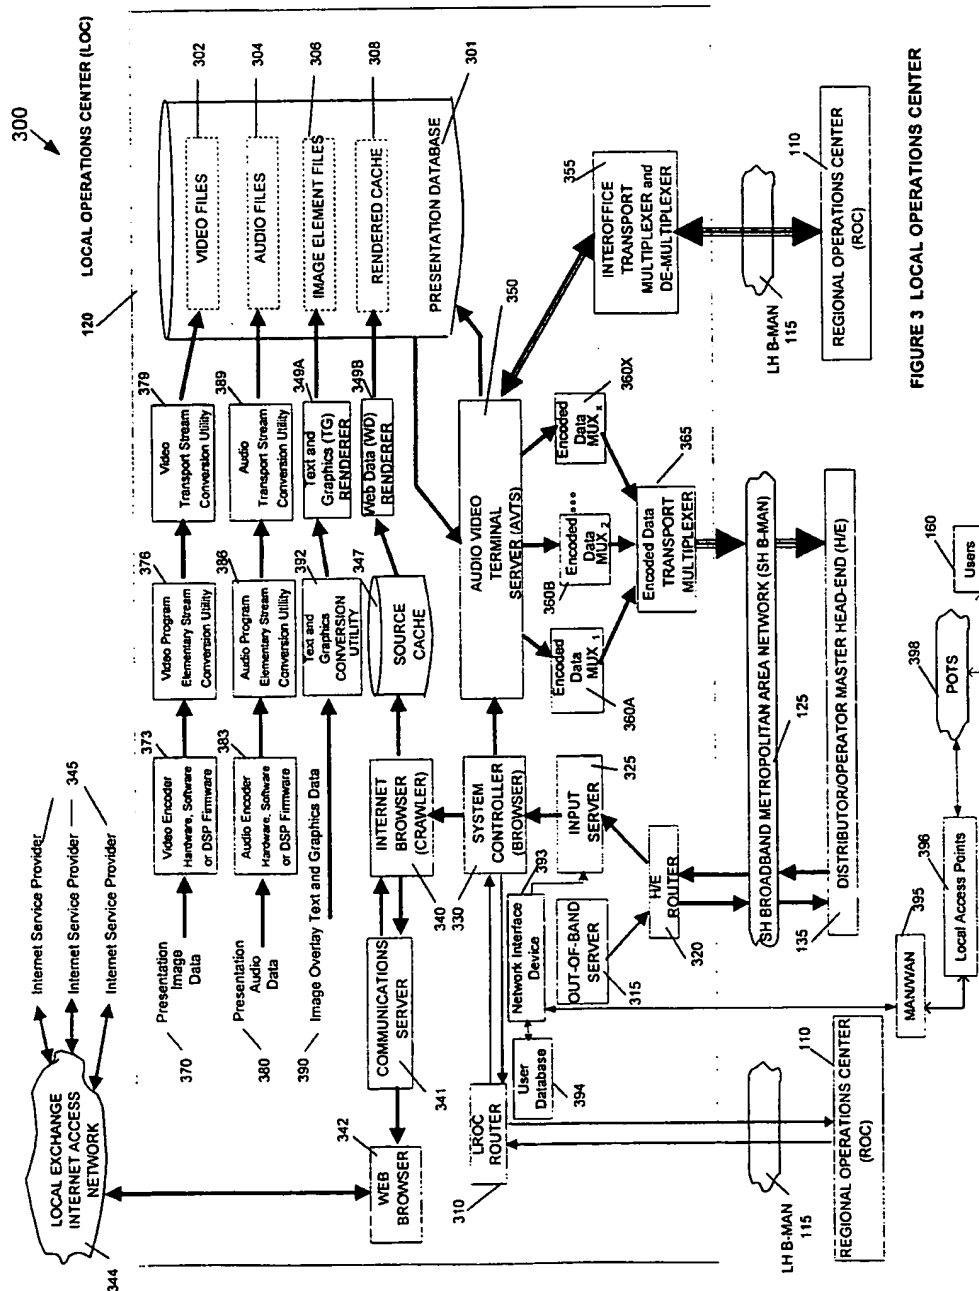 300
LOCAL OPERATIONS CENTER (LOC)
120
LOCAL EXCHANGE
INTERNET ACCESS
NETWORK
344
Internet Service Provider
Internet Service Provider
Internet Service Provider
345
Presentation
Image
Data
370
Video Encoder
Hardware, Software
or DSP Firmware
373
Video Program
Elementary Stream
Conversion Utility
376
Video
Transport Stream
Conversion Utility
379
VIDEO FILES
302
Presentation
Audio
Data
380
Audio Encoder
Hardware, Software
or DSP Firmware
383
Audio Program
Elementary Stream
Conversion Utility
386
Audio
Transport Stream
Conversion Utility
389
AUDIO FILES
304
390
Image Overlay Text and Graphics Data
Text and
Graphics
CONVERSION
UTILITY
392
Text and
Graphics (TG)
RENDERER
349A
IMAGE ELEMENT FILES
306
WEB
BROWSER
342
COMMUNICATIONS
SERVER
341
INTERNET
BROWSER
(CRAWLER)
340
SOURCE
CACHE
347
Web Data (WD)
RENDERER
349B
RENDERED CACHE
308
PRESENTATION DATABASE
301
LROC
ROUTER
310
SYSTEM
CONTROLLER
(BROWSER)
330
AUDIO VIDEO
TERMINAL
SERVER (AVTS)
350
User
Database
394
Network Interface
Device
393
OUT-OF-BAND
SERVER
315
INPUT
SERVER
325
H/E
ROUTER
320
Encoded
Data
MUX 1
360A
Encoded
Data
MUX 2
360B
Encoded
Data
MUX x
360X
Encoded Data
TRANSPORT
MULTIPLEXER
365
INTEROFFICE
TRANSPORT
MULTIPLEXER and
DE-MULTIPLEXER
355
LH B-MAN
115
SH BROADBAND METROPOLITAN AREA NETWORK (SH B-MAN)
125
LH B-MAN
115
REGIONAL OPERATIONS CENTER
(ROC)
110
DISTRIBUTOR/OPERATOR MASTER HEAD-END (H/E)
135
REGIONAL OPERATIONS CENTER
(ROC)
110
MAN/WAN
395
Local Access Points
396
POTS
398
Users
160
FIGURE 3 LOCAL OPERATIONS CENTER